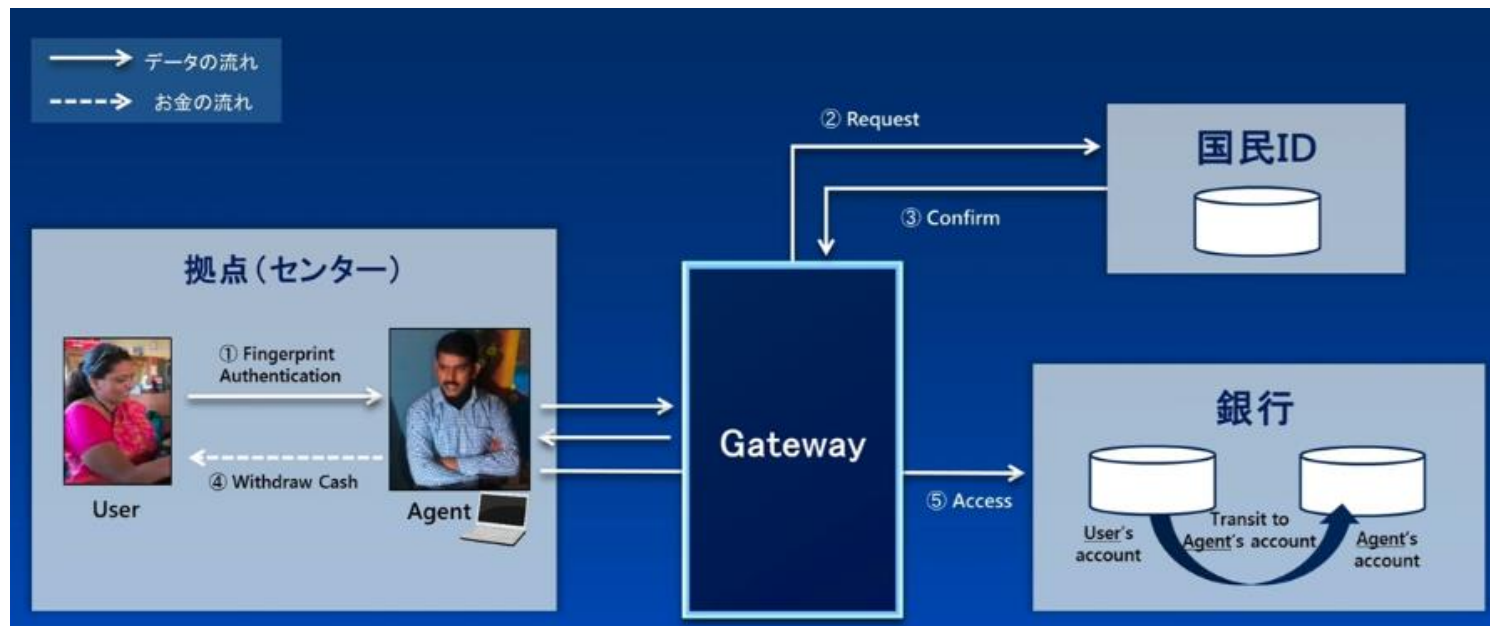 データの流れ
お金の流れ
② Request
国民ID
③ Confirm
拠点（センター）
① Fingerprint
Authentication
④ Withdraw Cash
User
Agent
Gateway
⑤ Access
銀行
User's
account
Transit to
Agent's account
Agent's
account